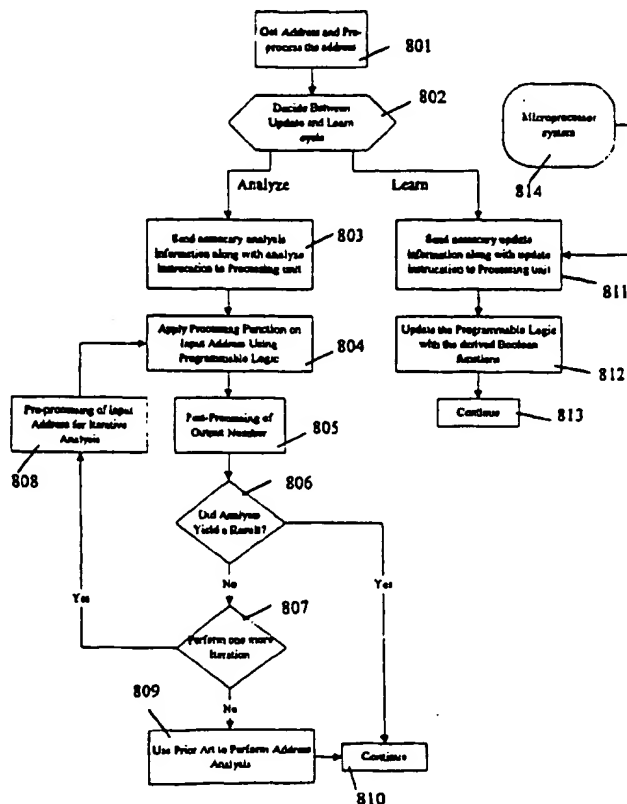 Get Address and Pre-
process the address
801
802
Decide Between
Update and Learn
cycle
Microprocessor
system
814
Analyze
Learn
803
Send necessary analysis
Information along with analyze
Instruction to Processing unit
Send necessary update
Information along with update
Instruction to Processing unit
811
Apply Processing Function on
Input Address Using
Programmable Logic
804
Update the Programmable Logic
with the derived Boolean
functions
812
Pre-processing of Input
Address for Iterative
Analysis
808
Post-Processing of
Output Number
805
Continue
813
806
Did Analysis
Yield a Result?
No
Yes
Yes
807
Perform one more
Iteration
No
809
Use Prior Art to Perform Address
Analysis
Continue
810